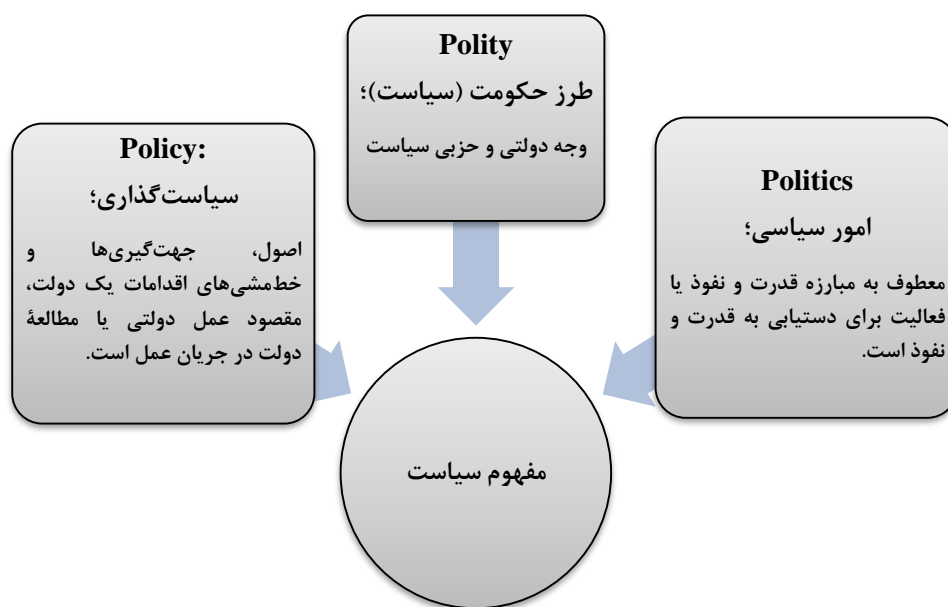 Polity
طرز حکومت (سیاست)؛
وجه دولتی و حزبی سیاست
Politics
امور سیاسی؛
معطوف به مبارزه قدرت و نفوذ یا
فعالیت برای دستیابی به قدرت و
نفوذ است.
Policy:
سیاست‌گذاری؛
اصول، جهت‌گیری‌ها و
خط‌مشی‌های اقدامات یک دولت،
مقصود عمل دولتی یا مطالعۀ
دولت در جریان عمل است.
مفهوم سیاست